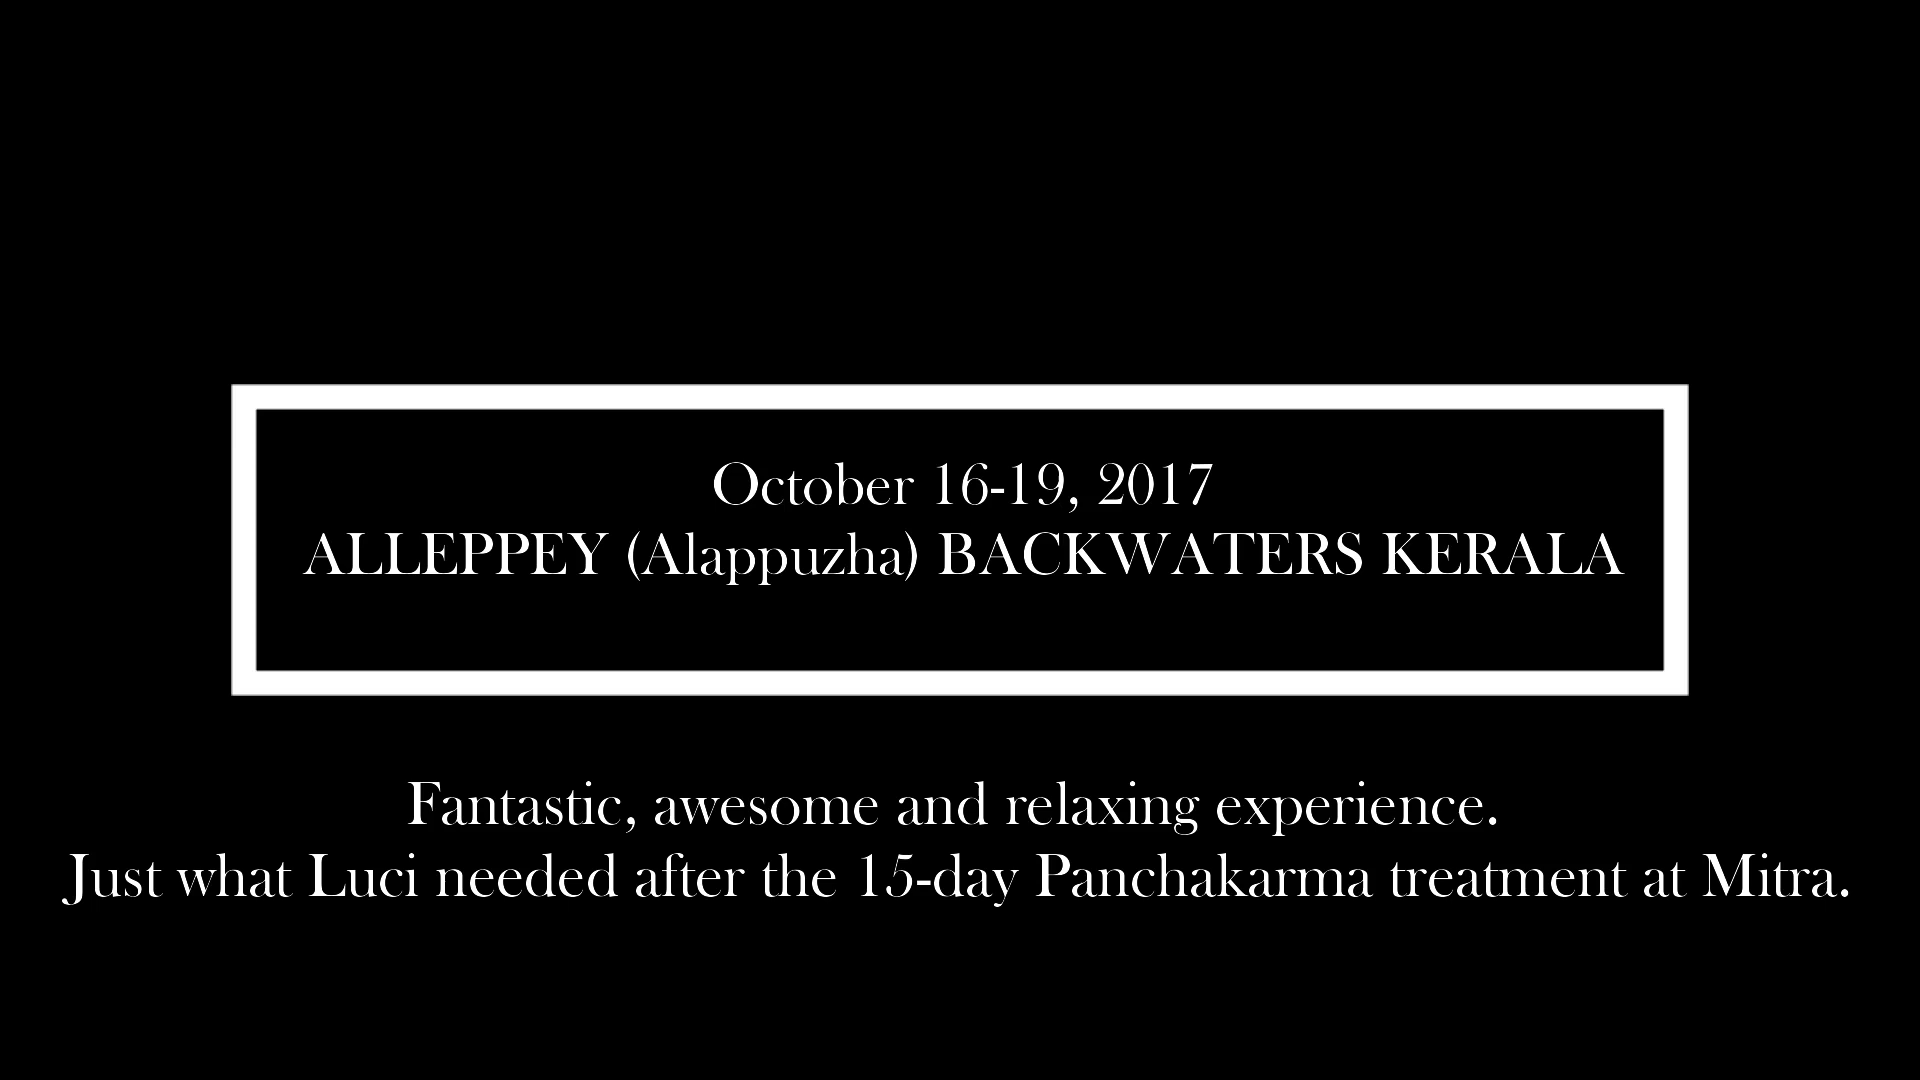 October 16-19, 2017
ALLEPPEY (Alappuzha) BACKWATERS KERALA
Fantastic, awesome and relaxing experience.
Just what Luci needed after the 15-day Panchakarma treatment at Mitra.